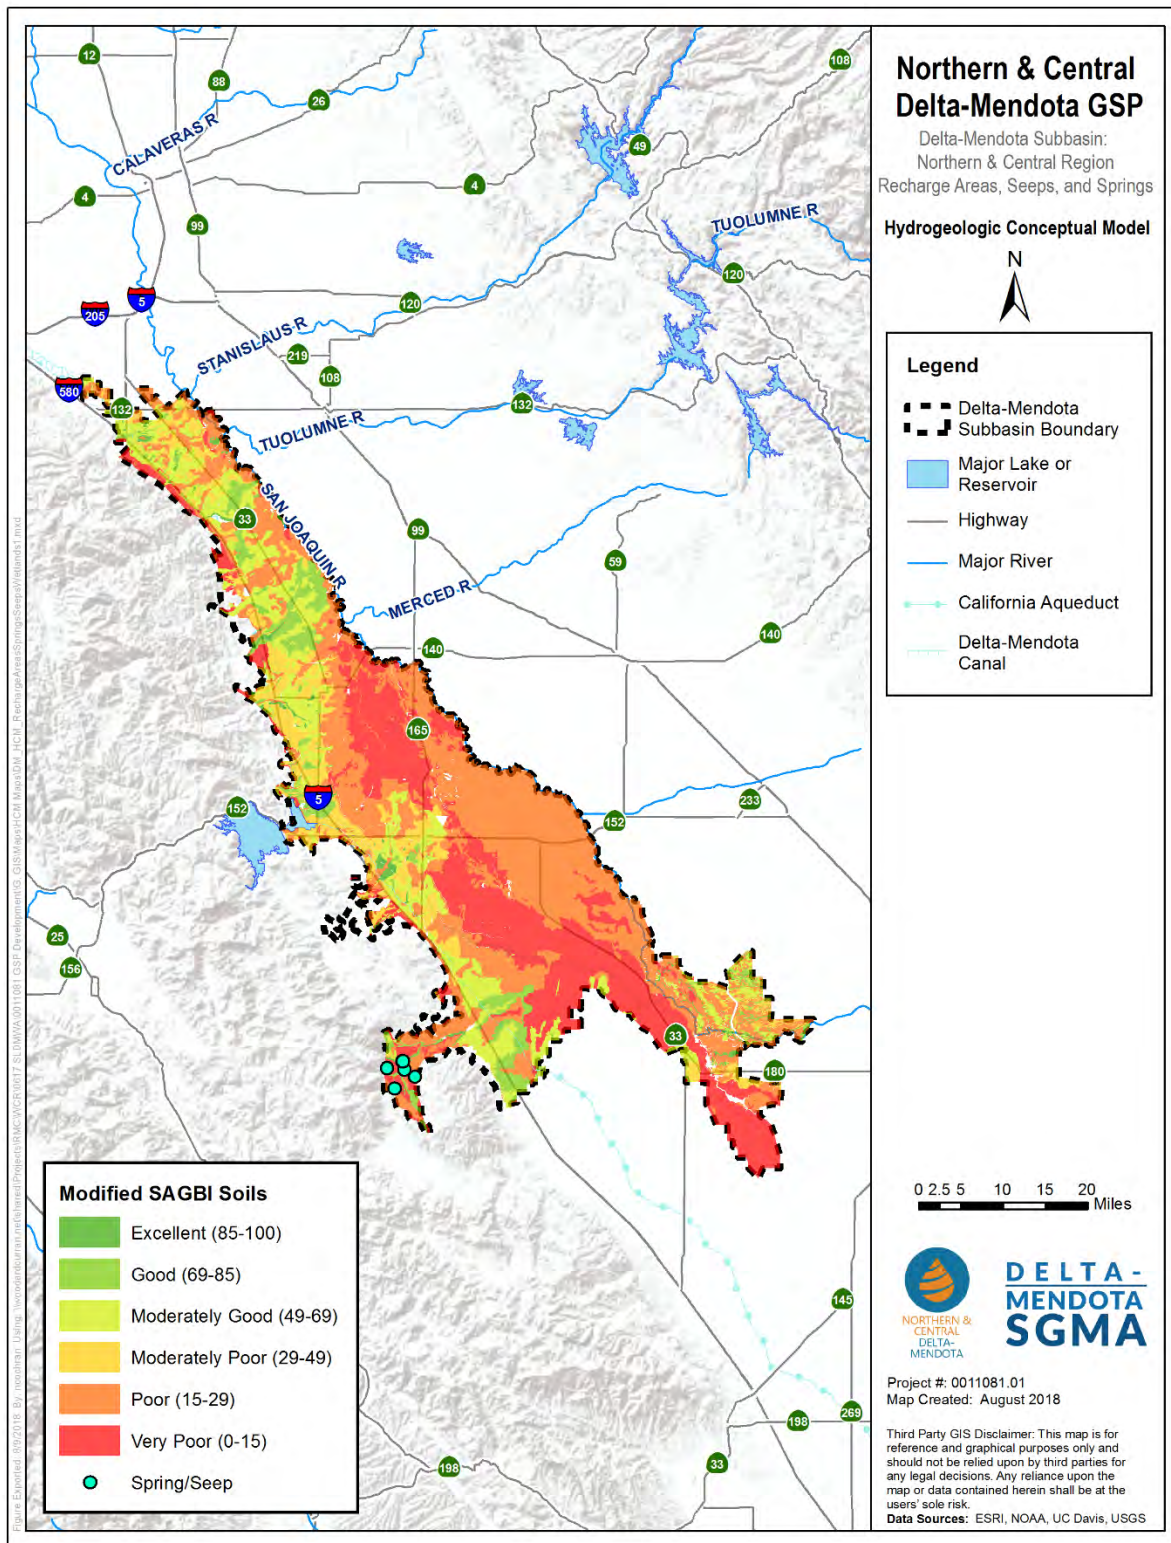 Northern & Central
Delta-Mendota GSP
Delta-Mendota Subbasin:
Northern & Central Region
Recharge Areas, Seeps, and Springs
Hydrogeologic Conceptual Model
N
Legend
Delta-Mendota
Subbasin Boundary
Major Lake or
Reservoir
Highway
Major River
California Aqueduct
Delta-Mendota
Canal
0 2.5 5 10 15 20
Miles
NORTHERN &
CENTRAL
DELTA-
MENDOTA
DELTA-
MENDOTA
SGMA
Project #: 0011081.01
Map Created: August 2018
Third Party GIS Disclaimer: This map is for
reference and graphical purposes only and
should not be relied upon by third parties for
any legal decisions. Any reliance upon the
map or data contained herein shall be at the
users' sole risk.
Data Sources: ESRI, NOAA, UC Davis, USGS
12
88
26
108
CALAVERAS R
49
4
4
99
TUOLUMNE R
120
5
205
120
STANISLAUS R
219
108
580
132
132
TUOLUMNE R
SAN JOAQUIN R
33
99
59
MERCED R
140
140
165
5
152
152
233
25
156
33
180
145
269
198
33
198
Modified SAGBI Soils
Excellent (85-100)
Good (69-85)
Moderately Good (49-69)
Moderately Poor (29-49)
Poor (15-29)
Very Poor (0-15)
Spring/Seep